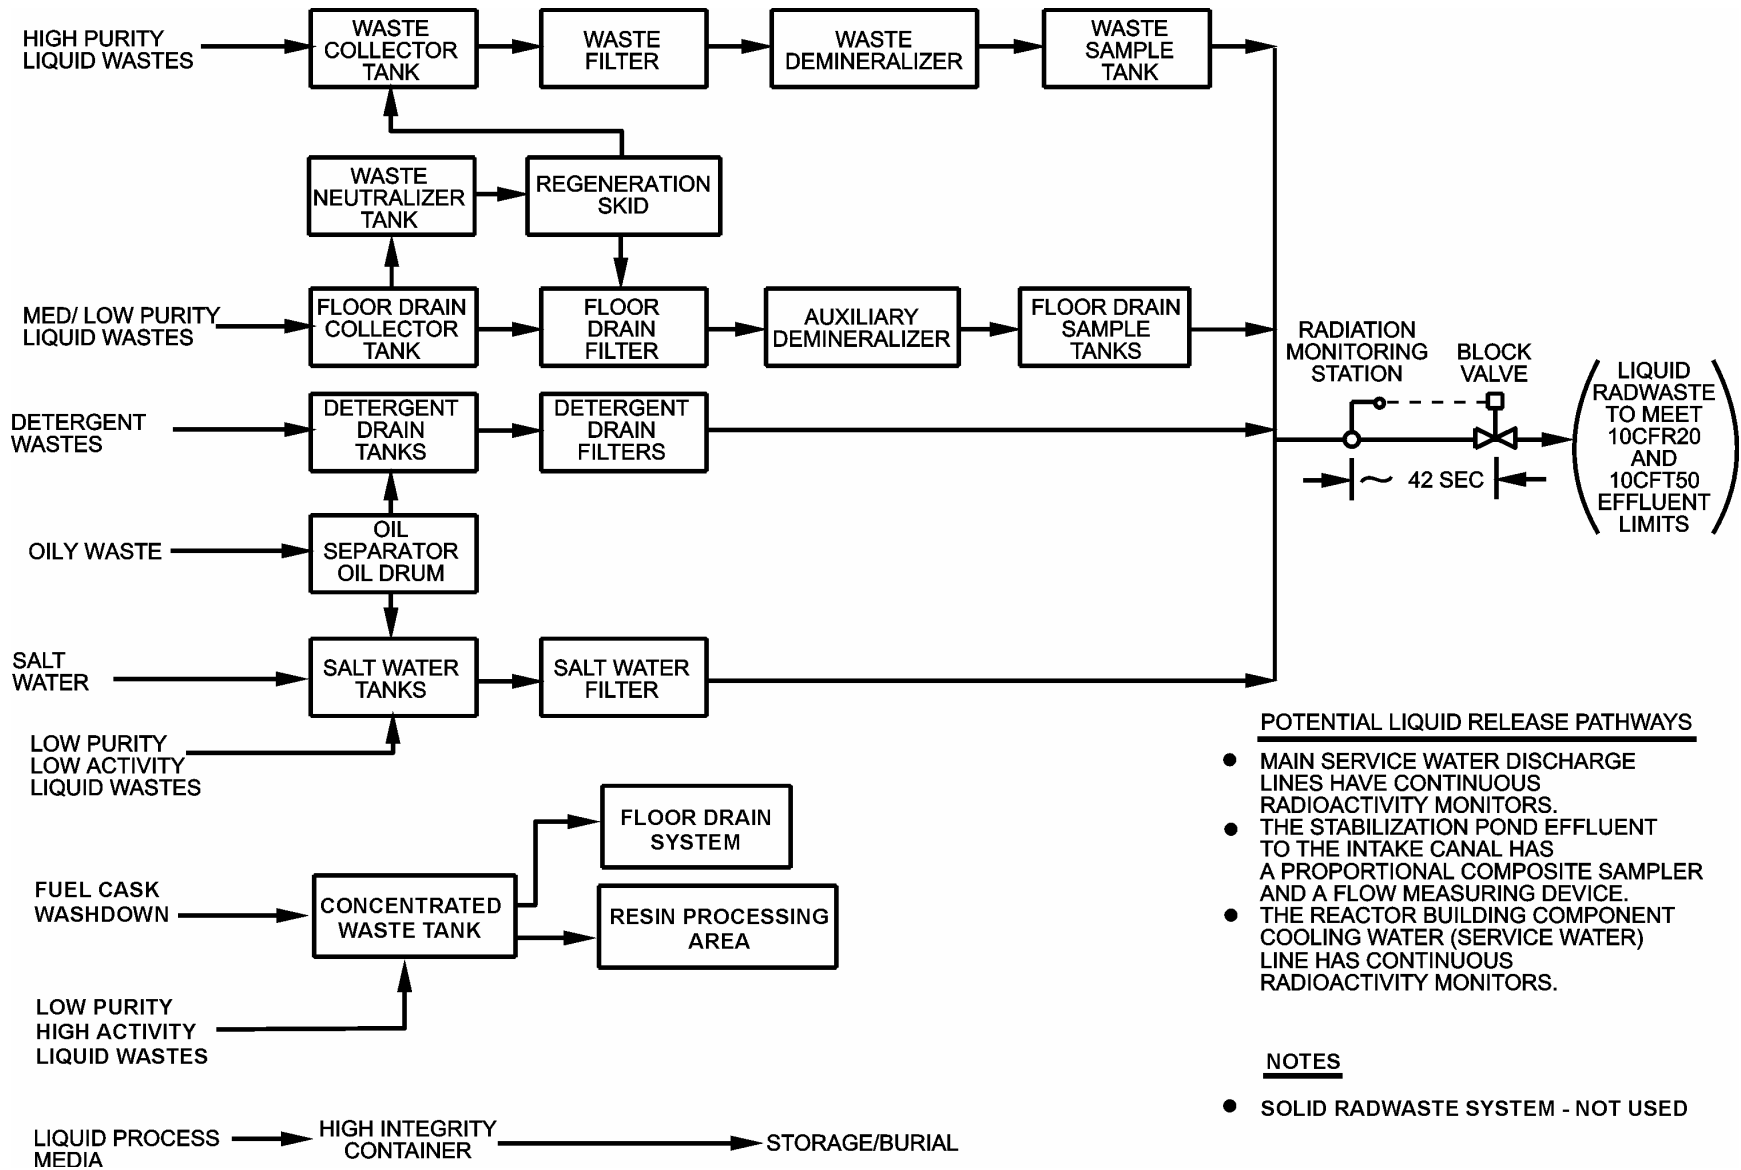 HIGH PURITY
LIQUID WASTES
WASTE
COLLECTOR
TANK
WASTE
FILTER
WASTE
DEMINERALIZER
WASTE
SAMPLE
TANK
WASTE
NEUTRALIZER
TANK
REGENERATION
SKID
MED/ LOW PURITY
LIQUID WASTES
FLOOR DRAIN
COLLECTOR
TANK
FLOOR
DRAIN
FILTER
AUXILIARY
DEMINERALIZER
FLOOR DRAIN
SAMPLE
TANKS
RADIATION
MONITORING
STATION
BLOCK
VALVE
LIQUID
RADWASTE
TO MEET
10CFR20
AND
10CFT50
EFFLUENT
LIMITS
~ 42 SEC
DETERGENT
WASTES
DETERGENT
DRAIN
TANKS
DETERGENT
DRAIN
FILTERS
OILY WASTE
OIL
SEPARATOR
OIL DRUM
SALT
WATER
SALT WATER
TANKS
SALT WATER
FILTER
LOW PURITY
LOW ACTIVITY
LIQUID WASTES
FUEL CASK
WASHDOWN
CONCENTRATED
WASTE TANK
FLOOR DRAIN
SYSTEM
RESIN PROCESSING
AREA
LOW PURITY
HIGH ACTIVITY
LIQUID WASTES
LIQUID PROCESS
MEDIA
HIGH INTEGRITY
CONTAINER
STORAGE/BURIAL
POTENTIAL LIQUID RELEASE PATHWAYS
● MAIN SERVICE WATER DISCHARGE
LINES HAVE CONTINUOUS
RADIOACTIVITY MONITORS.
● THE STABILIZATION POND EFFLUENT
TO THE INTAKE CANAL HAS
A PROPORTIONAL COMPOSITE SAMPLER
AND A FLOW MEASURING DEVICE.
● THE REACTOR BUILDING COMPONENT
COOLING WATER (SERVICE WATER)
LINE HAS CONTINUOUS
RADIOACTIVITY MONITORS.
NOTES
● SOLID RADWASTE SYSTEM - NOT USED